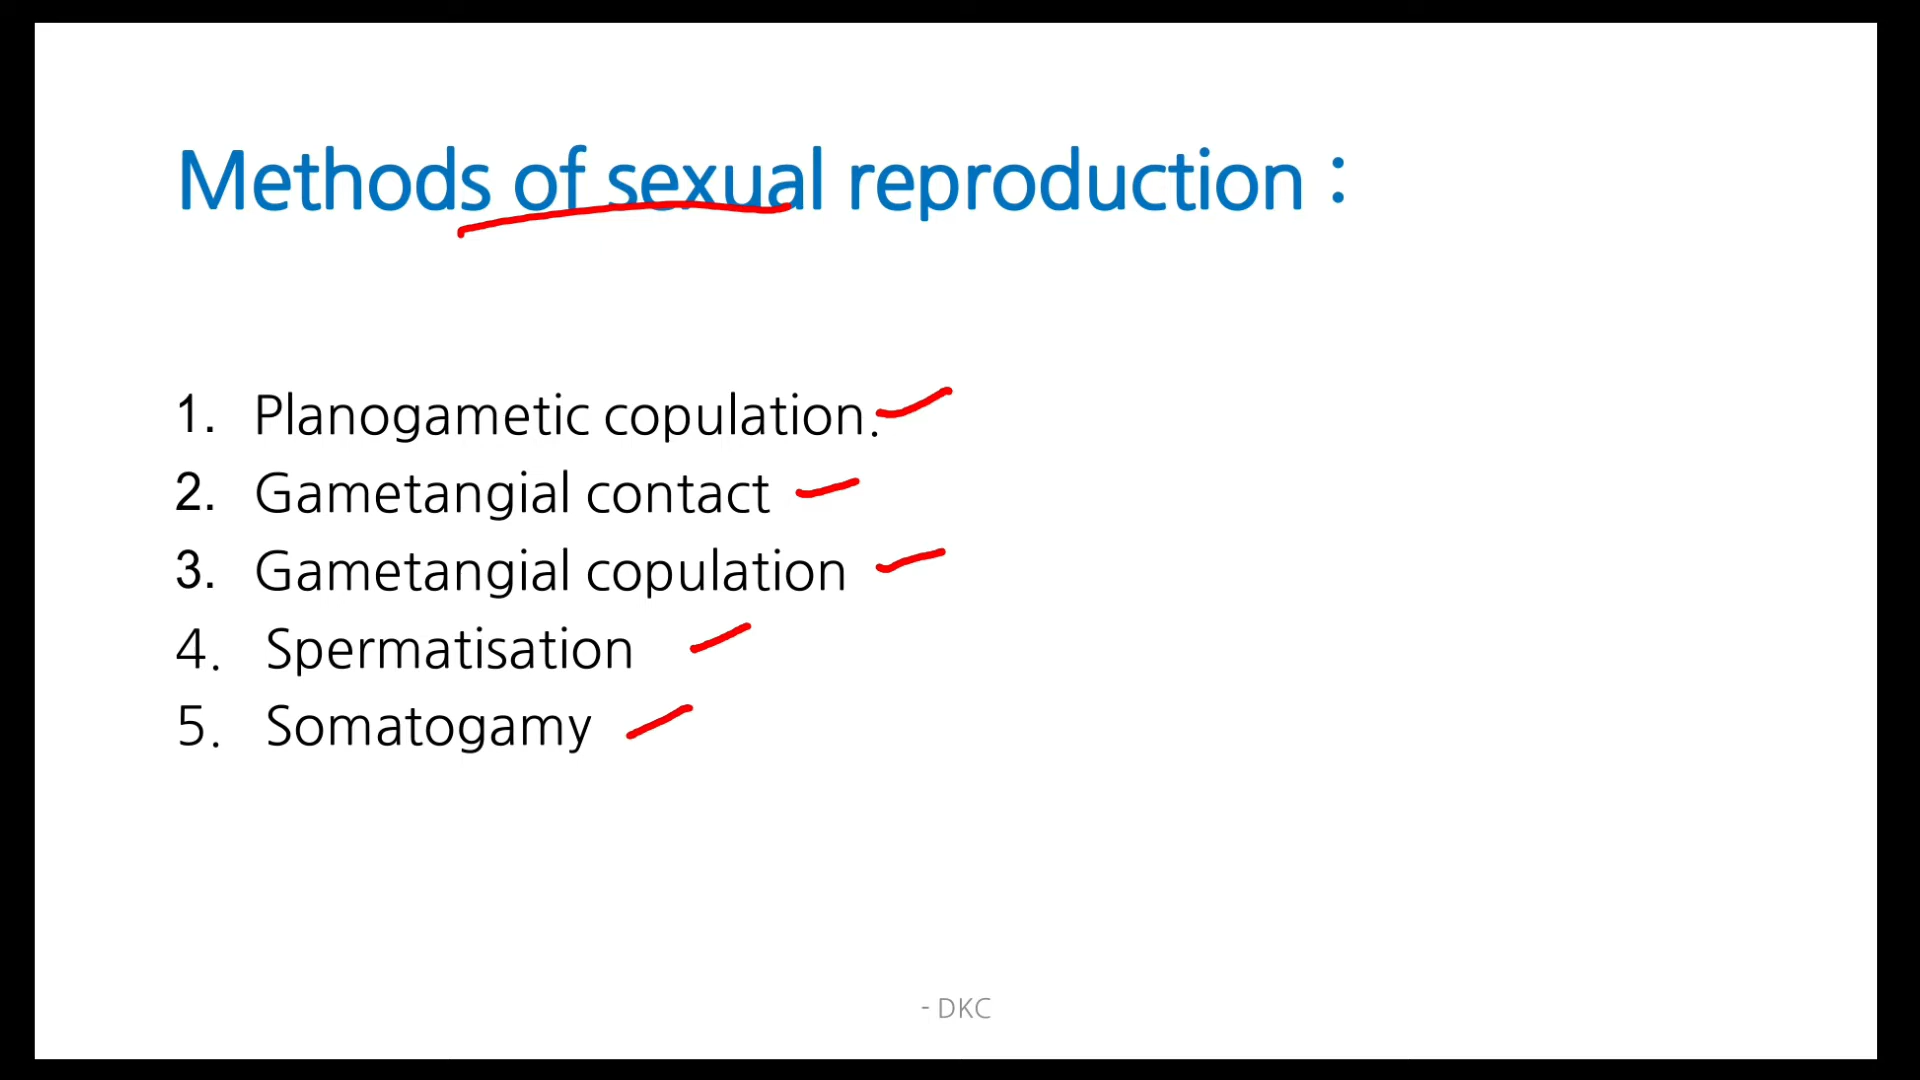 Methods of sexual reproduction :
1. Planogametic copulation.
2. Gametangial contact
3. Gametangial copulation
4. Spermatisation
5. Somatogamy
- DKC